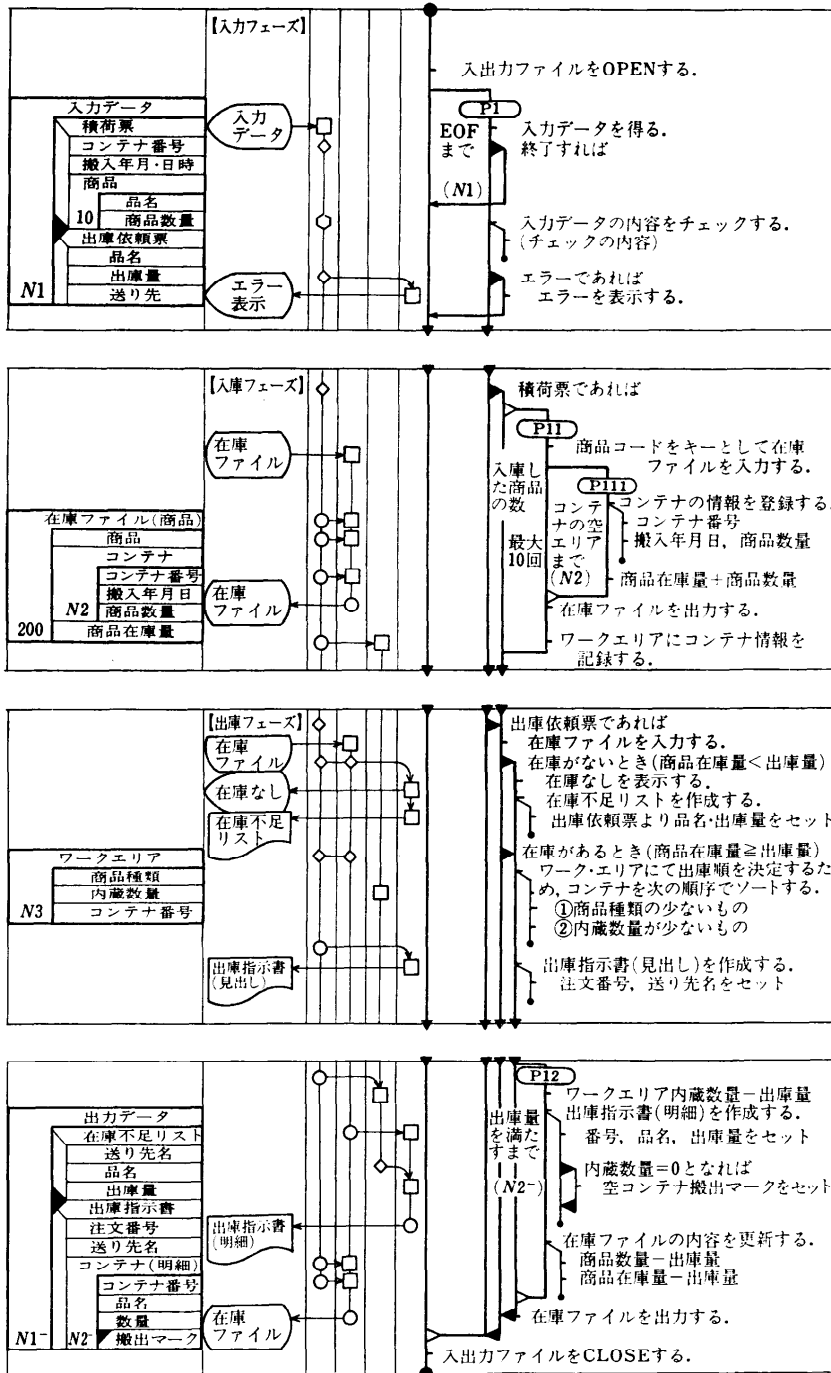 【入力フェーズ】
入出力ファイルをOPENする.
入力データ
積荷票
コンテナ番号
搬入年月・日時
商品
品名
10
商品数量
出庫依頼票
品名
出庫量
N1
送り先
入力
データ
エラー
表示
EOF
まで
(N1)
P1
入力データを得る.
終了すれば
入力データの内容をチェックする.
(チェックの内容)
エラーであれば
エラーを表示する.
【入庫フェーズ】
在庫
ファイル
在庫ファイル(商品)
商品
コンテナ
コンテナ番号
搬入年月日
N2
商品数量
200
商品在庫量
在庫
ファイル
積荷票であれば
P11
商品コードをキーとして在庫
ファイルを入力する.
入庫し
た商品
の数
最大
10回
P111
コンテ
ナの空
エリア
まで
(N2)
コンテナの情報を登録する.
コンテナ番号
搬入年月日, 商品数量
商品在庫量+商品数量
在庫ファイルを出力する.
ワークエリアにコンテナ情報を
記録する.
【出庫フェーズ】
在庫
ファイル
在庫なし
在庫不足
リスト
ワークエリア
商品種類
内蔵数量
N3
コンテナ番号
出庫指示書
(見出し)
出庫依頼票であれば
在庫ファイルを入力する.
在庫がないとき(商品在庫量<出庫量)
在庫なしを表示する.
在庫不足リストを作成する.
出庫依頼票より品名・出庫量をセット
在庫があるとき(商品在庫量≧出庫量)
ワーク・エリアにて出庫順を決定するた
め, コンテナを次の順序でソートする.
①商品種類の少ないもの
②内蔵数量が少ないもの
出庫指示書(見出し)を作成する.
注文番号, 送り先名をセット
出力データ
在庫不足リスト
送り先名
品名
出庫量
出庫指示書
注文番号
送り先名
コンテナ(明細)
コンテナ番号
品名
数量
N1-
N2-
搬出マーク
出庫指示書
(明細)
在庫
ファイル
P12
出庫量
を満た
すまで
(N2-)
ワークエリア内蔵数量-出庫量
出庫指示書(明細)を作成する.
番号, 品名, 出庫量をセット
内蔵数量=0となれば
空コンテナ搬出マークをセット
在庫ファイルの内容を更新する.
商品数量-出庫量
商品在庫量-出庫量
在庫ファイルを出力する.
入出力ファイルをCLOSEする.